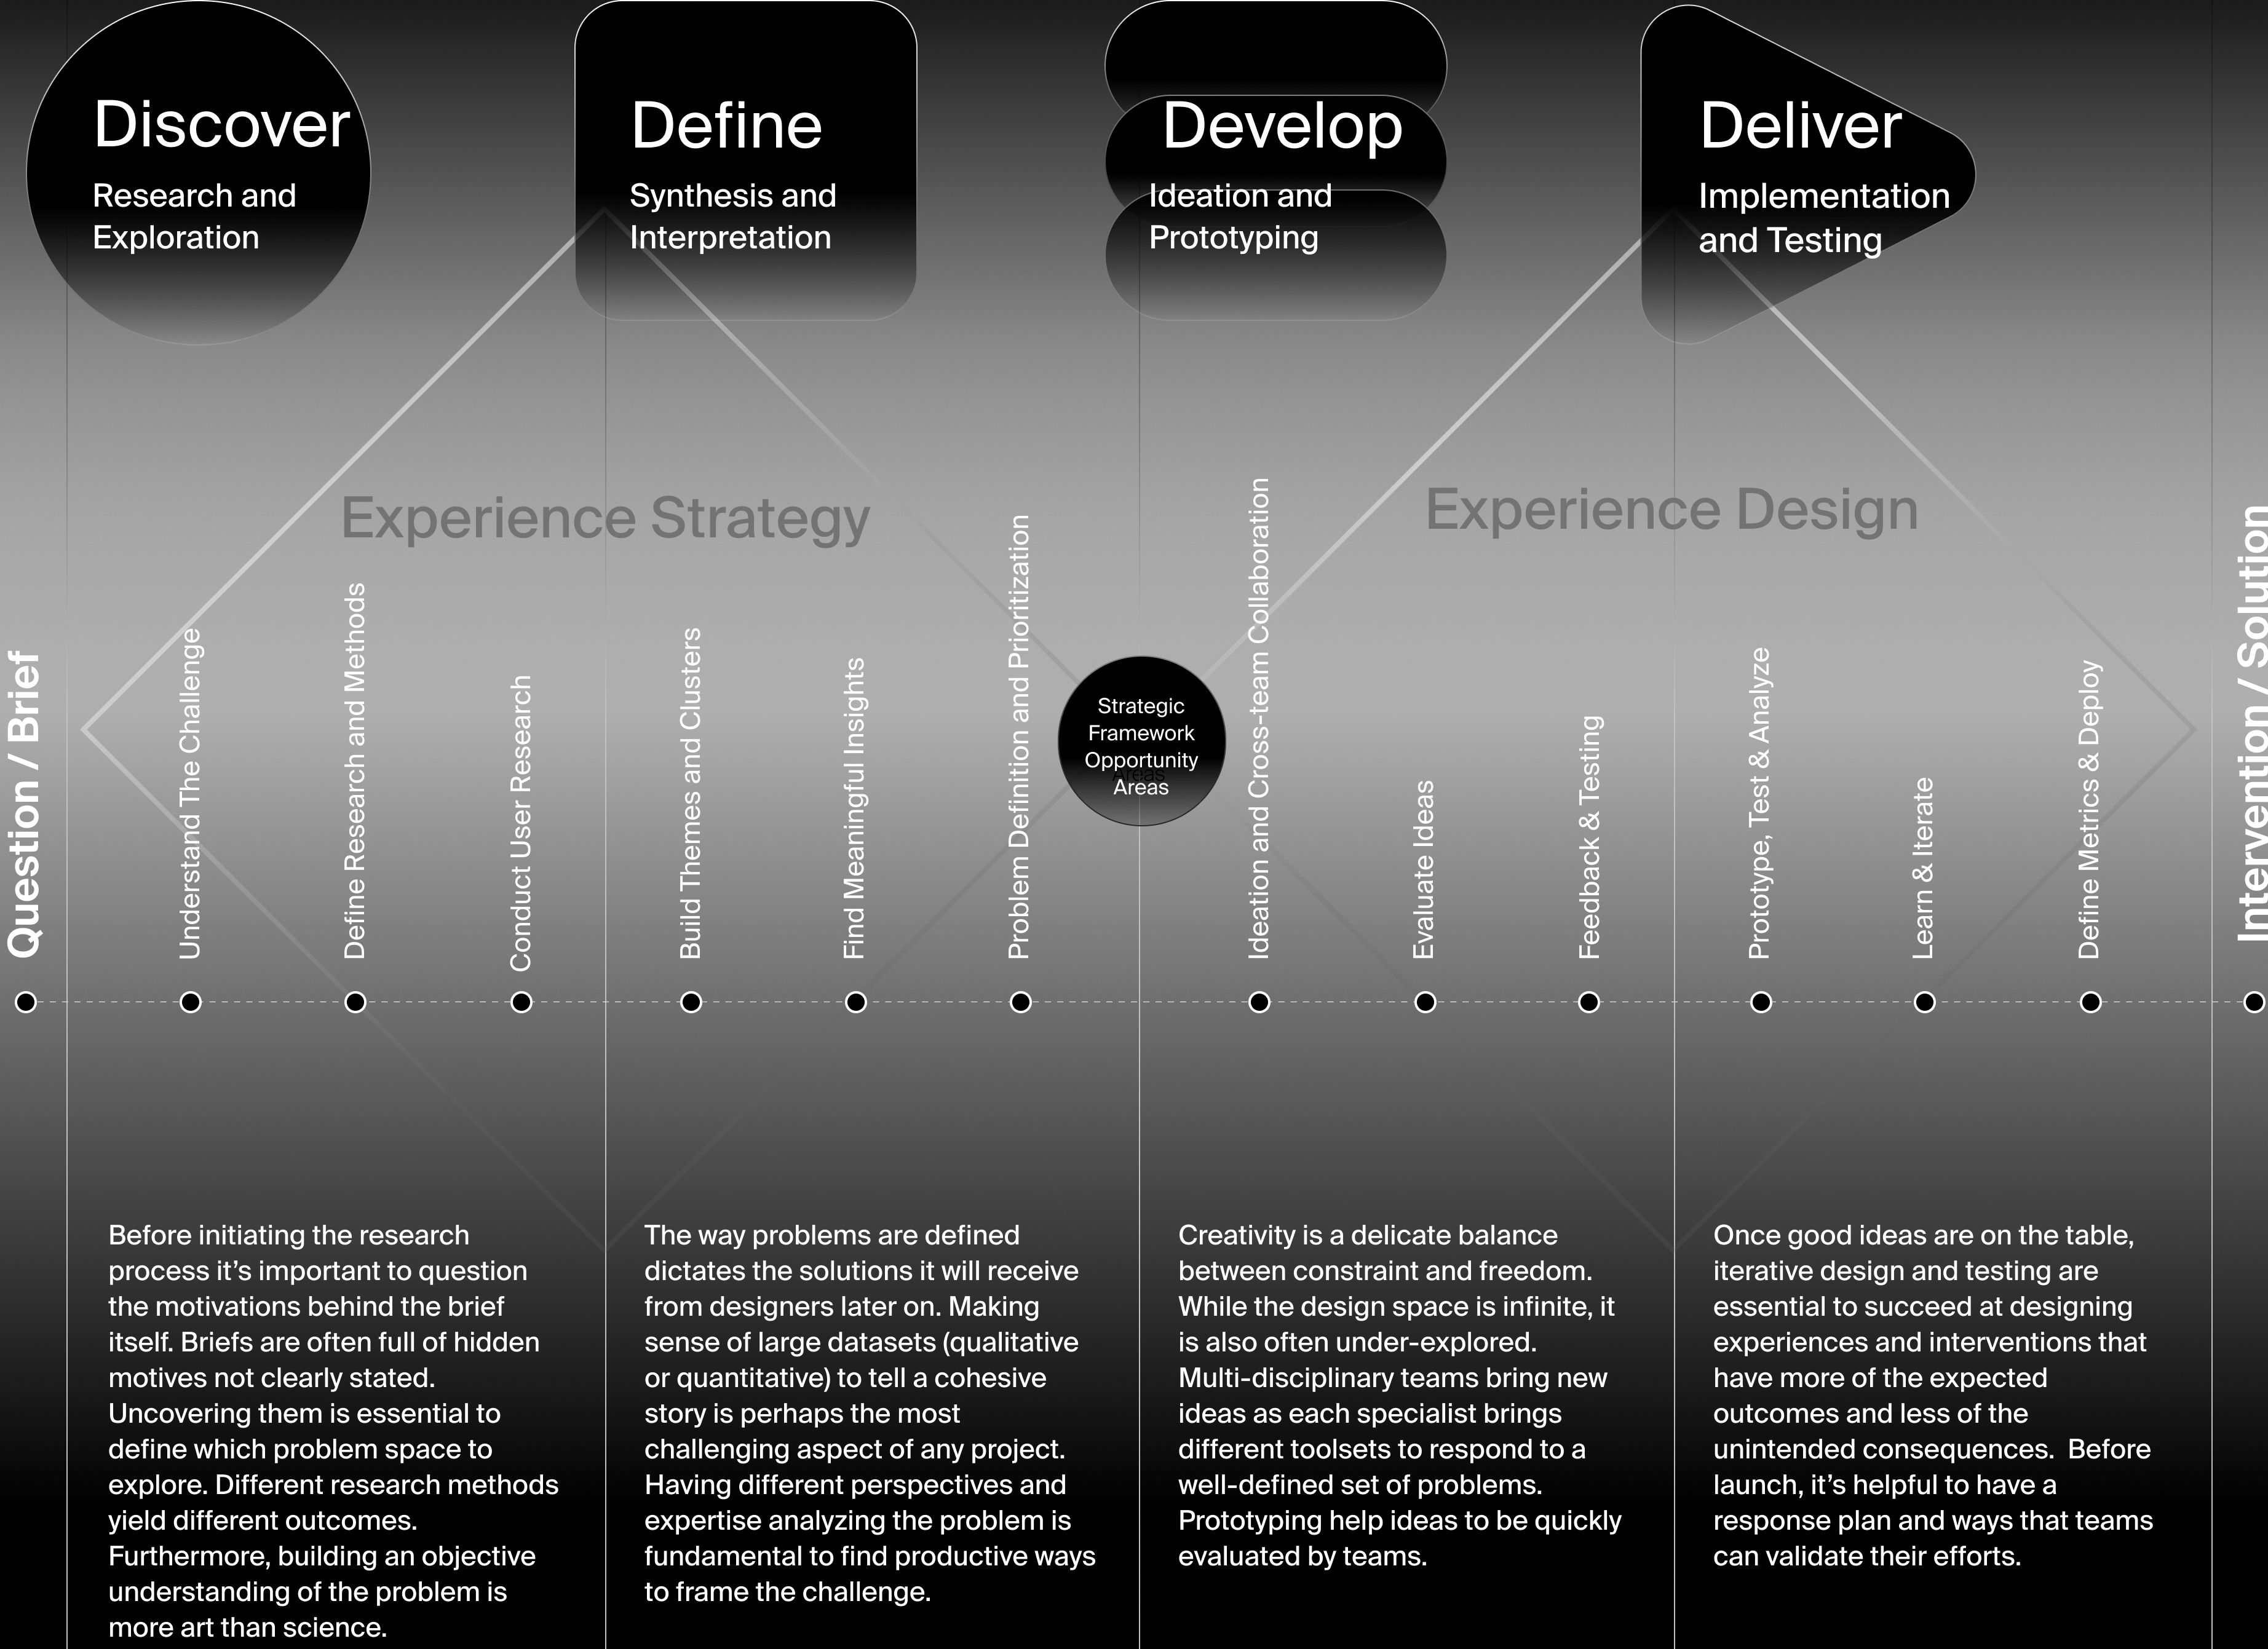 Discover
Research and
Exploration
Define
Synthesis and
Interpretation
Develop
Ideation and
Prototyping
Deliver
Implementation
and Testing
Experience Strategy
Experience Design
Question / Brief
Understand The Challenge
Define Research and Methods
Conduct User Research
Build Themes and Clusters
Find Meaningful Insights
Problem Definition and Prioritization
Strategic
Framework
Opportunity
Areas
Areas
Ideation and Cross-team Collaboration
Evaluate Ideas
Feedback & Testing
Prototype, Test & Analyze
Learn & Iterate
Define Metrics & Deploy
Intervention / Solution
Before initiating the research
process it’s important to question
the motivations behind the brief
itself. Briefs are often full of hidden
motives not clearly stated.
Uncovering them is essential to
define which problem space to
explore. Different research methods
yield different outcomes.
Furthermore, building an objective
understanding of the problem is
more art than science.
The way problems are defined
dictates the solutions it will receive
from designers later on. Making
sense of large datasets (qualitative
or quantitative) to tell a cohesive
story is perhaps the most
challenging aspect of any project.
Having different perspectives and
expertise analyzing the problem is
fundamental to find productive ways
to frame the challenge.
Creativity is a delicate balance
between constraint and freedom.
While the design space is infinite, it
is also often under-explored.
Multi-disciplinary teams bring new
ideas as each specialist brings
different toolsets to respond to a
well-defined set of problems.
Prototyping help ideas to be quickly
evaluated by teams.
Once good ideas are on the table,
iterative design and testing are
essential to succeed at designing
experiences and interventions that
have more of the expected
outcomes and less of the
unintended consequences.  Before
launch, it’s helpful to have a
response plan and ways that teams
can validate their efforts.